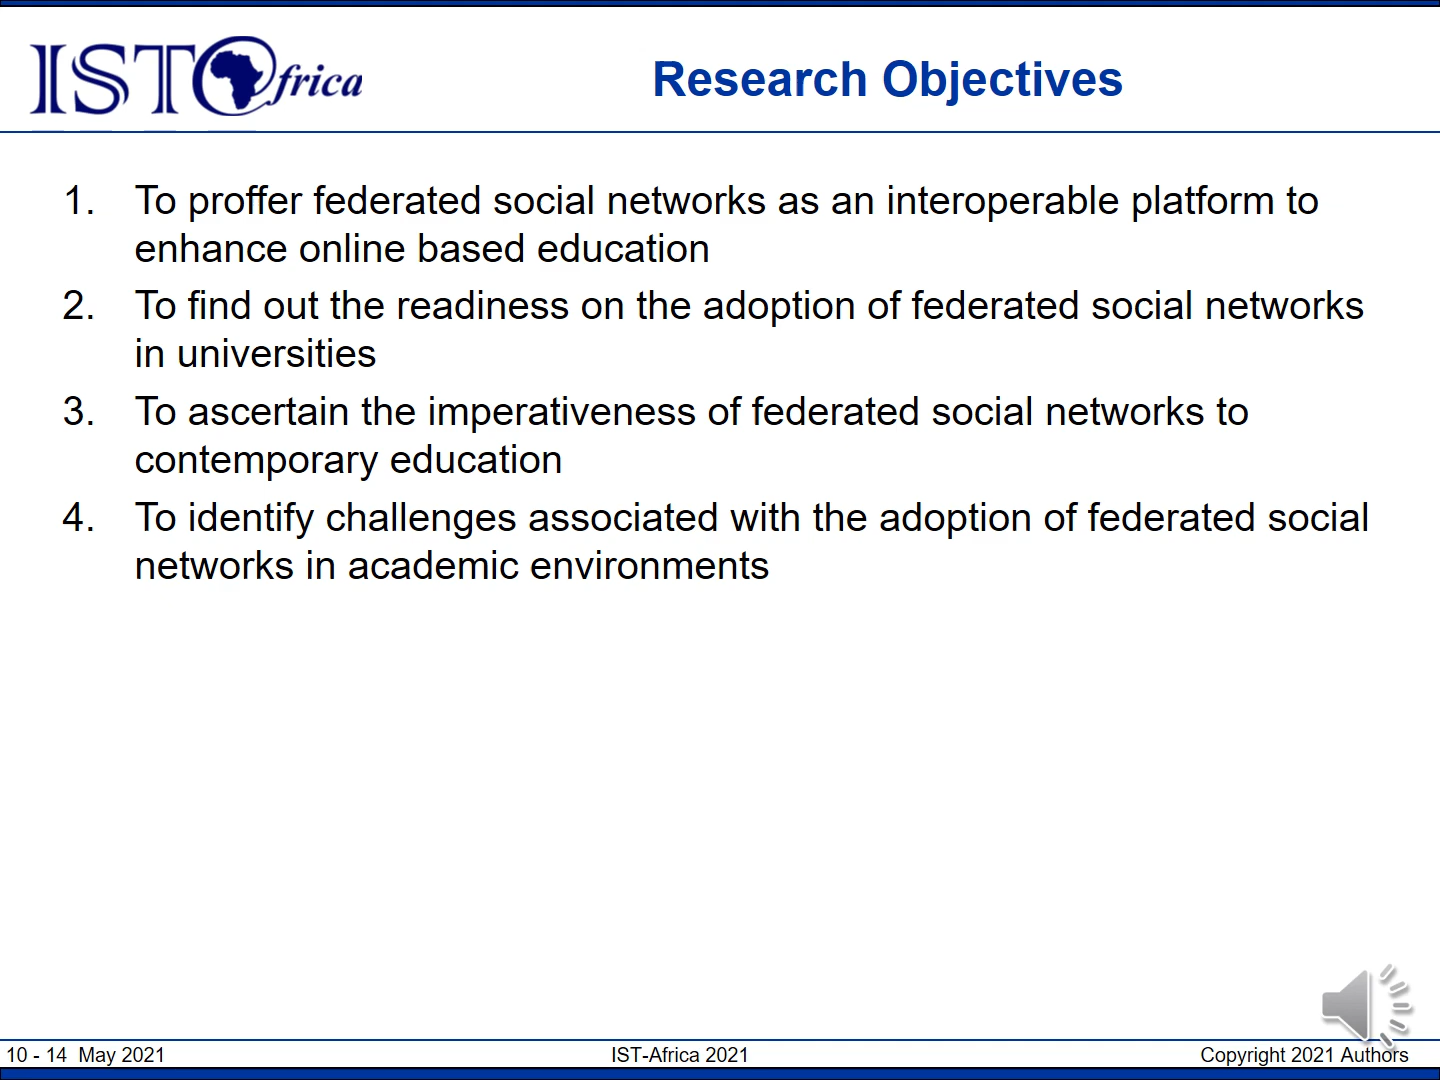 IST Africa
Research Objectives
1. To proffer federated social networks as an interoperable platform to
enhance online based education
2. To find out the readiness on the adoption of federated social networks
in universities
3. To ascertain the imperativeness of federated social networks to
contemporary education
4. To identify challenges associated with the adoption of federated social
networks in academic environments
10 - 14 May 2021
IST-Africa 2021
Copyright 2021 Authors